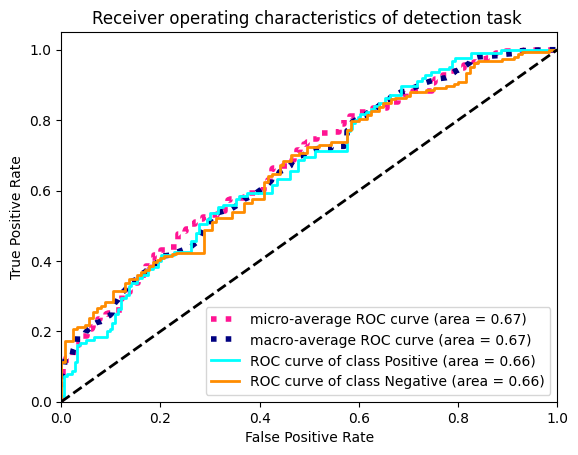 Receiver operating characteristics of detection task
True Positive Rate
1.0
0.8
0.6
0.4
0.2
0.0
micro-average ROC curve (area = 0.67)
macro-average ROC curve (area = 0.67)
ROC curve of class Positive (area = 0.66)
ROC curve of class Negative (area = 0.66)
0.0 0.2 0.4 0.6 0.8 1.0
False Positive Rate